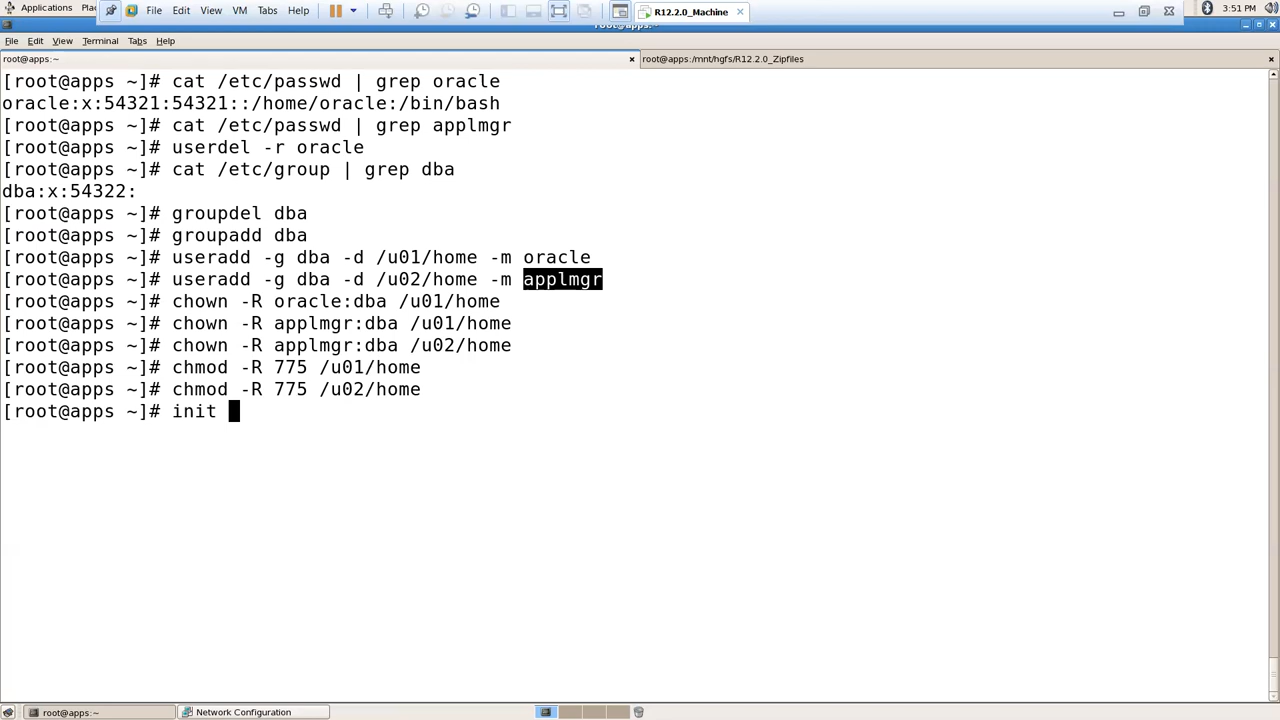 Applications Pla
File Edit View VM Tabs Help
R12.2.0_Machine
3:51 PM
File Edit View Terminal Tabs Help
root@apps:~
root@apps:/mnt/hgfs/R12.2.0_Zipfiles
[root@apps ~]# cat /etc/passwd | grep oracle
oracle:x:54321:54321::/home/oracle:/bin/bash
[root@apps ~]# cat /etc/passwd | grep applmgr
[root@apps ~]# userdel -r oracle
[root@apps ~]# cat /etc/group | grep dba
dba:x:54322:
[root@apps ~]# groupdel dba
[root@apps ~]# groupadd dba
[root@apps ~]# useradd -g dba -d /u01/home -m oracle
[root@apps ~]# useradd -g dba -d /u02/home -m applmgr
[root@apps ~]# chown -R oracle:dba /u01/home
[root@apps ~]# chown -R applmgr:dba /u01/home
[root@apps ~]# chown -R applmgr:dba /u02/home
[root@apps ~]# chmod -R 775 /u01/home
[root@apps ~]# chmod -R 775 /u02/home
[root@apps ~]# init
root@apps:~
Network Configuration